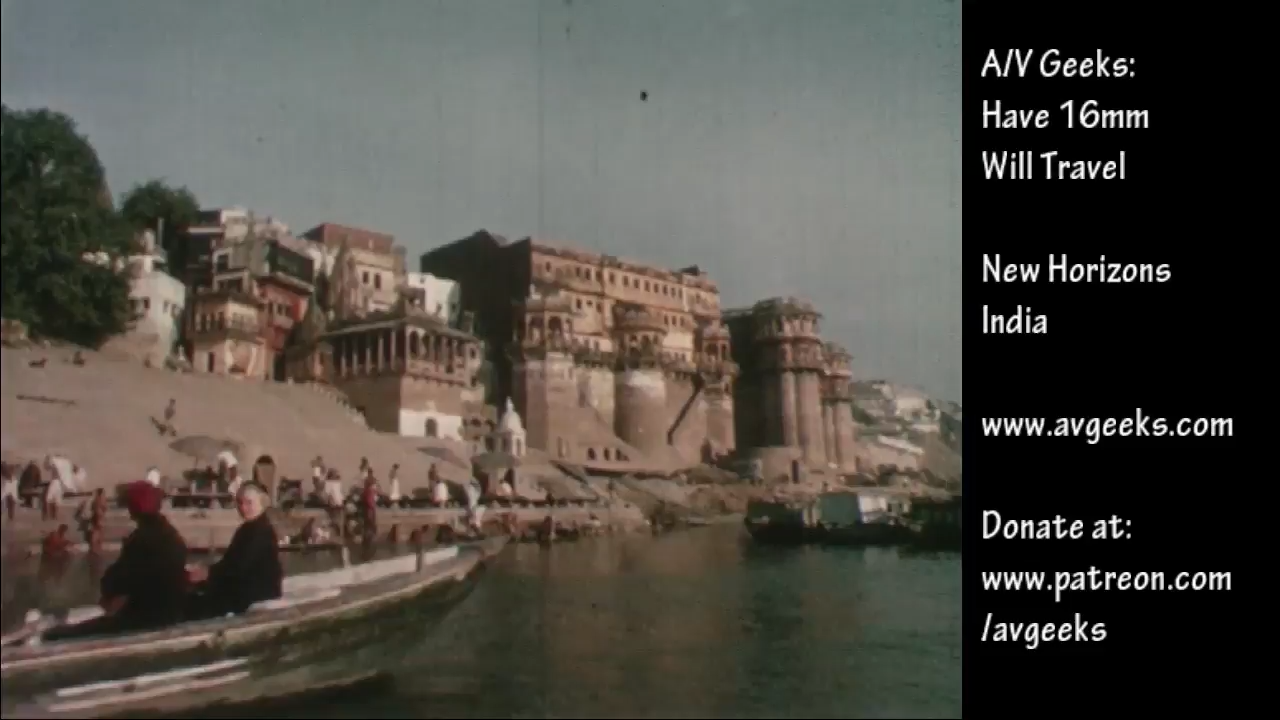 A/V Geeks:
Have 16mm
Will Travel
New Horizons
India
www.avgeeks.com
Donate at:
www.patreon.com
/avgeeks